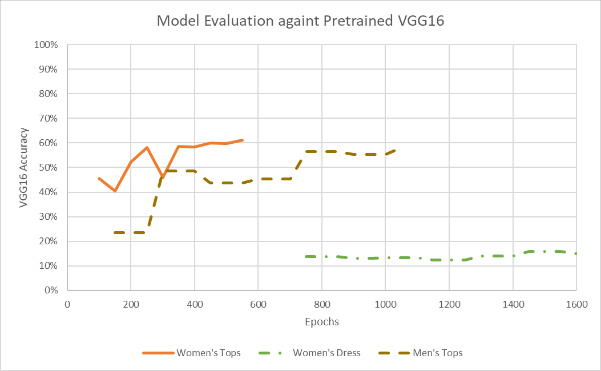 Model Evaluation againt Pretrained VGG16
100%
90%
80%
70%
60%
50%
40%
30%
20%
10%
0%
VGG16 Accuracy
0 200 400 600 800 1000 1200 1400 1600
Epochs
Women's Tops Women's Dress Men's Tops